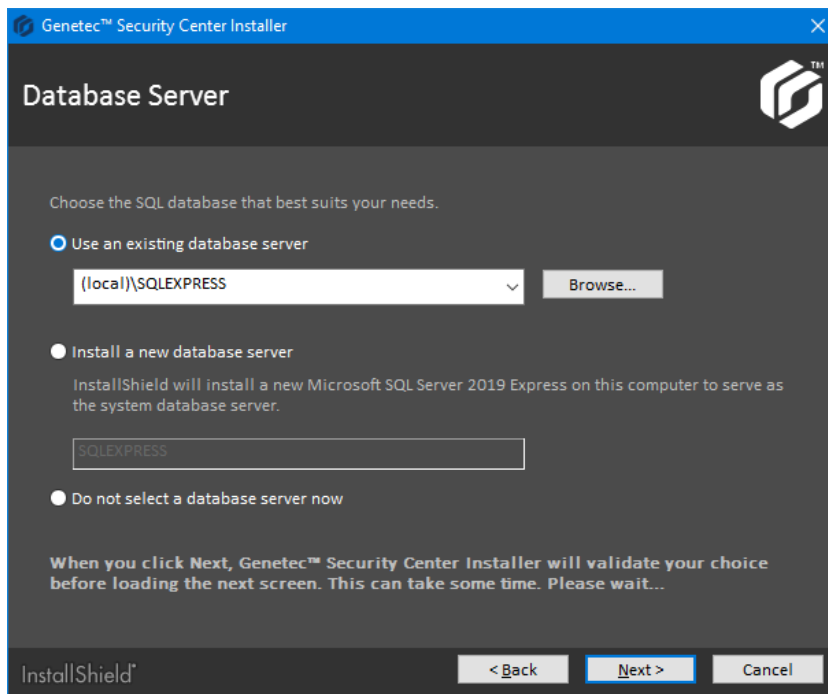 Genetec™ Security Center Installer
Database Server
TM
Choose the SQL database that best suits your needs.
Use an existing database server
(local)\SQLEXPRESS
Browse...
Install a new database server
InstallShield will install a new Microsoft SQL Server 2019 Express on this computer to serve as
the system database server.
SQLEXPRESS
Do not select a database server now
When you click Next, Genetec™ Security Center Installer will validate your choice
before loading the next screen. This can take some time. Please wait...
InstallShield®
< Back
Next >
Cancel